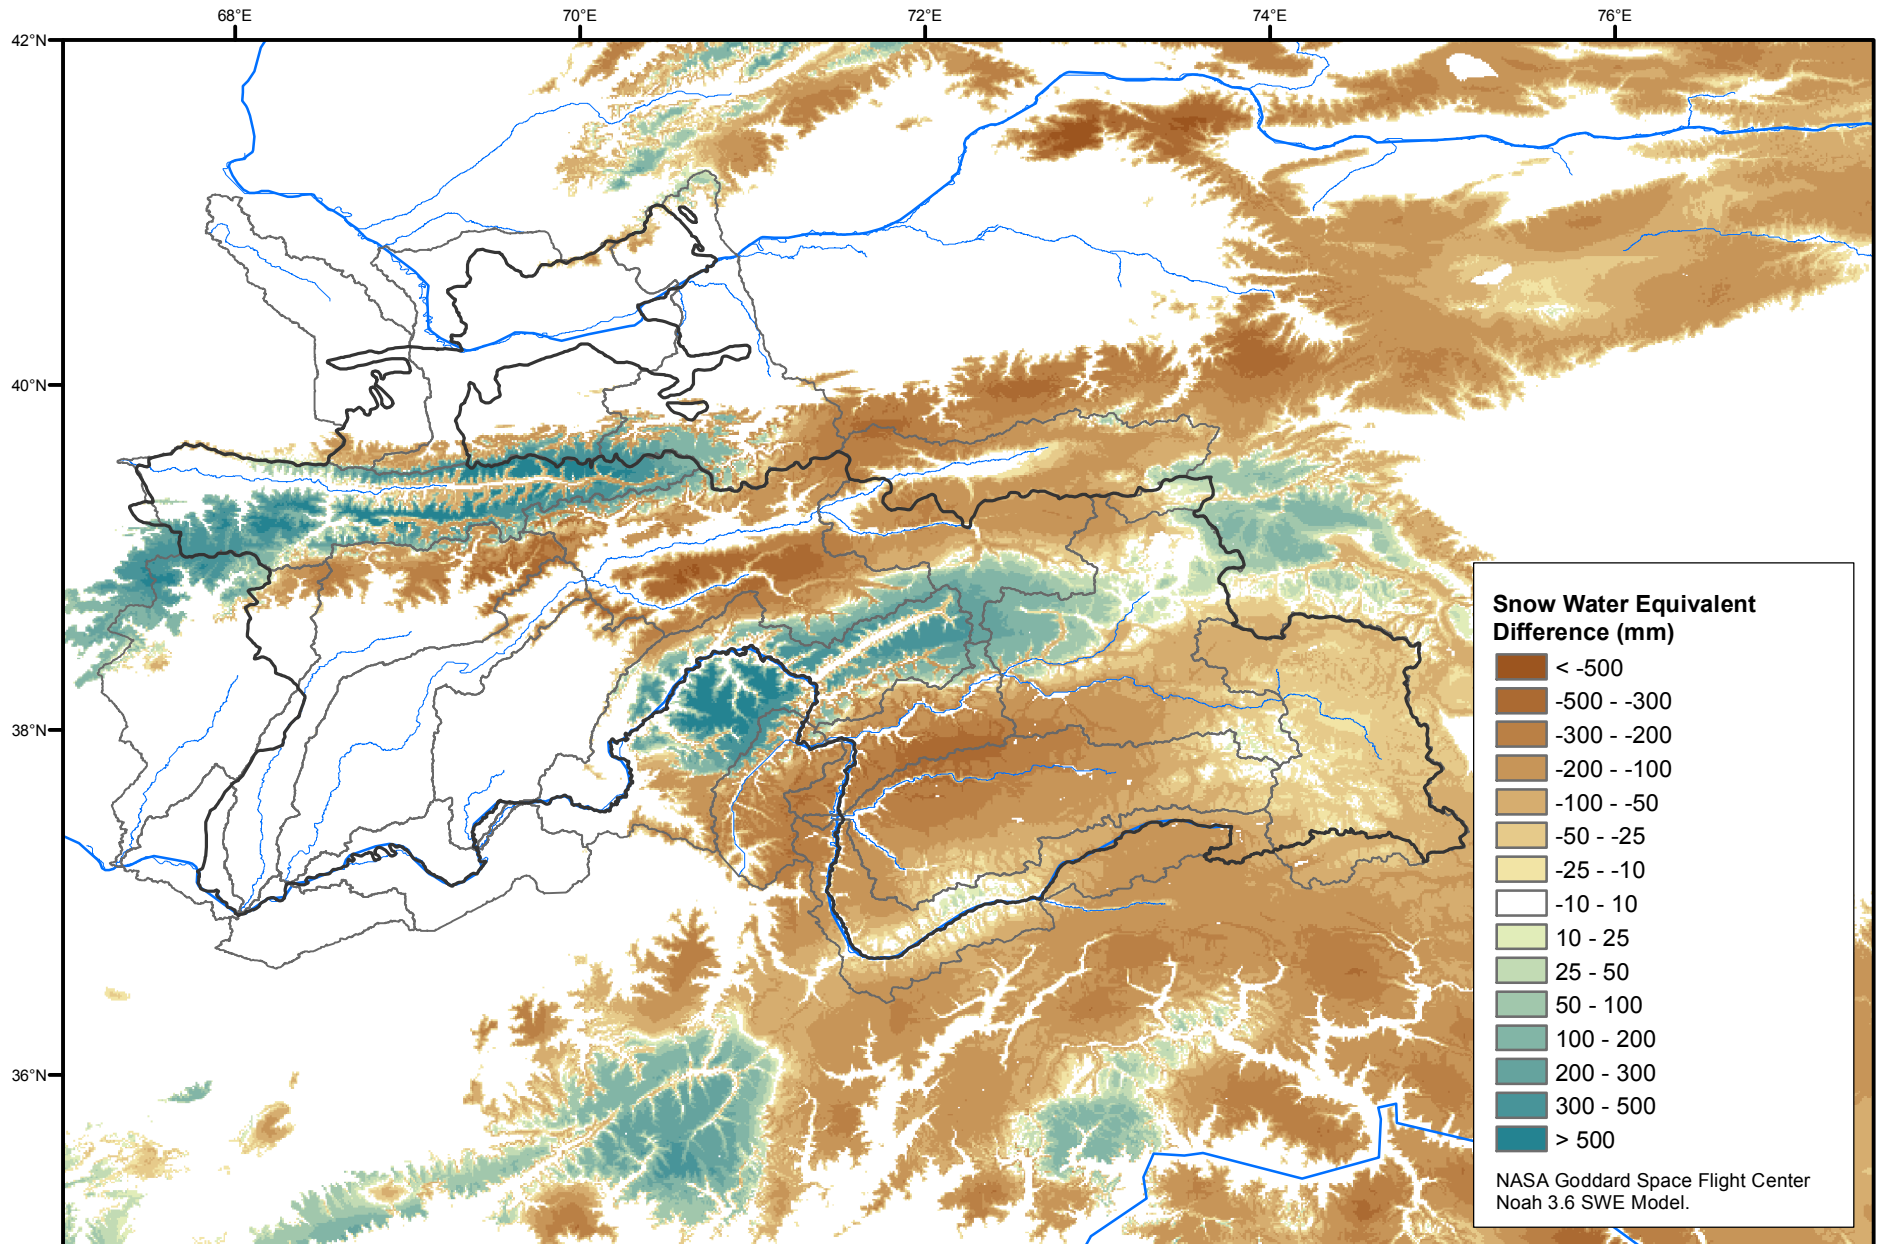 68°E 70°E 72°E 74°E 76°E
42°N
40°N
38°N
36°N
Snow Water Equivalent
Difference (mm)
< -500
-500 - -300
-300 - -200
-200 - -100
-100 - -50
-50 - -25
-25 - -10
-10 - 10
10 - 25
25 - 50
50 - 100
100 - 200
200 - 300
300 - 500
> 500
NASA Goddard Space Flight Center
Noah 3.6 SWE Model.